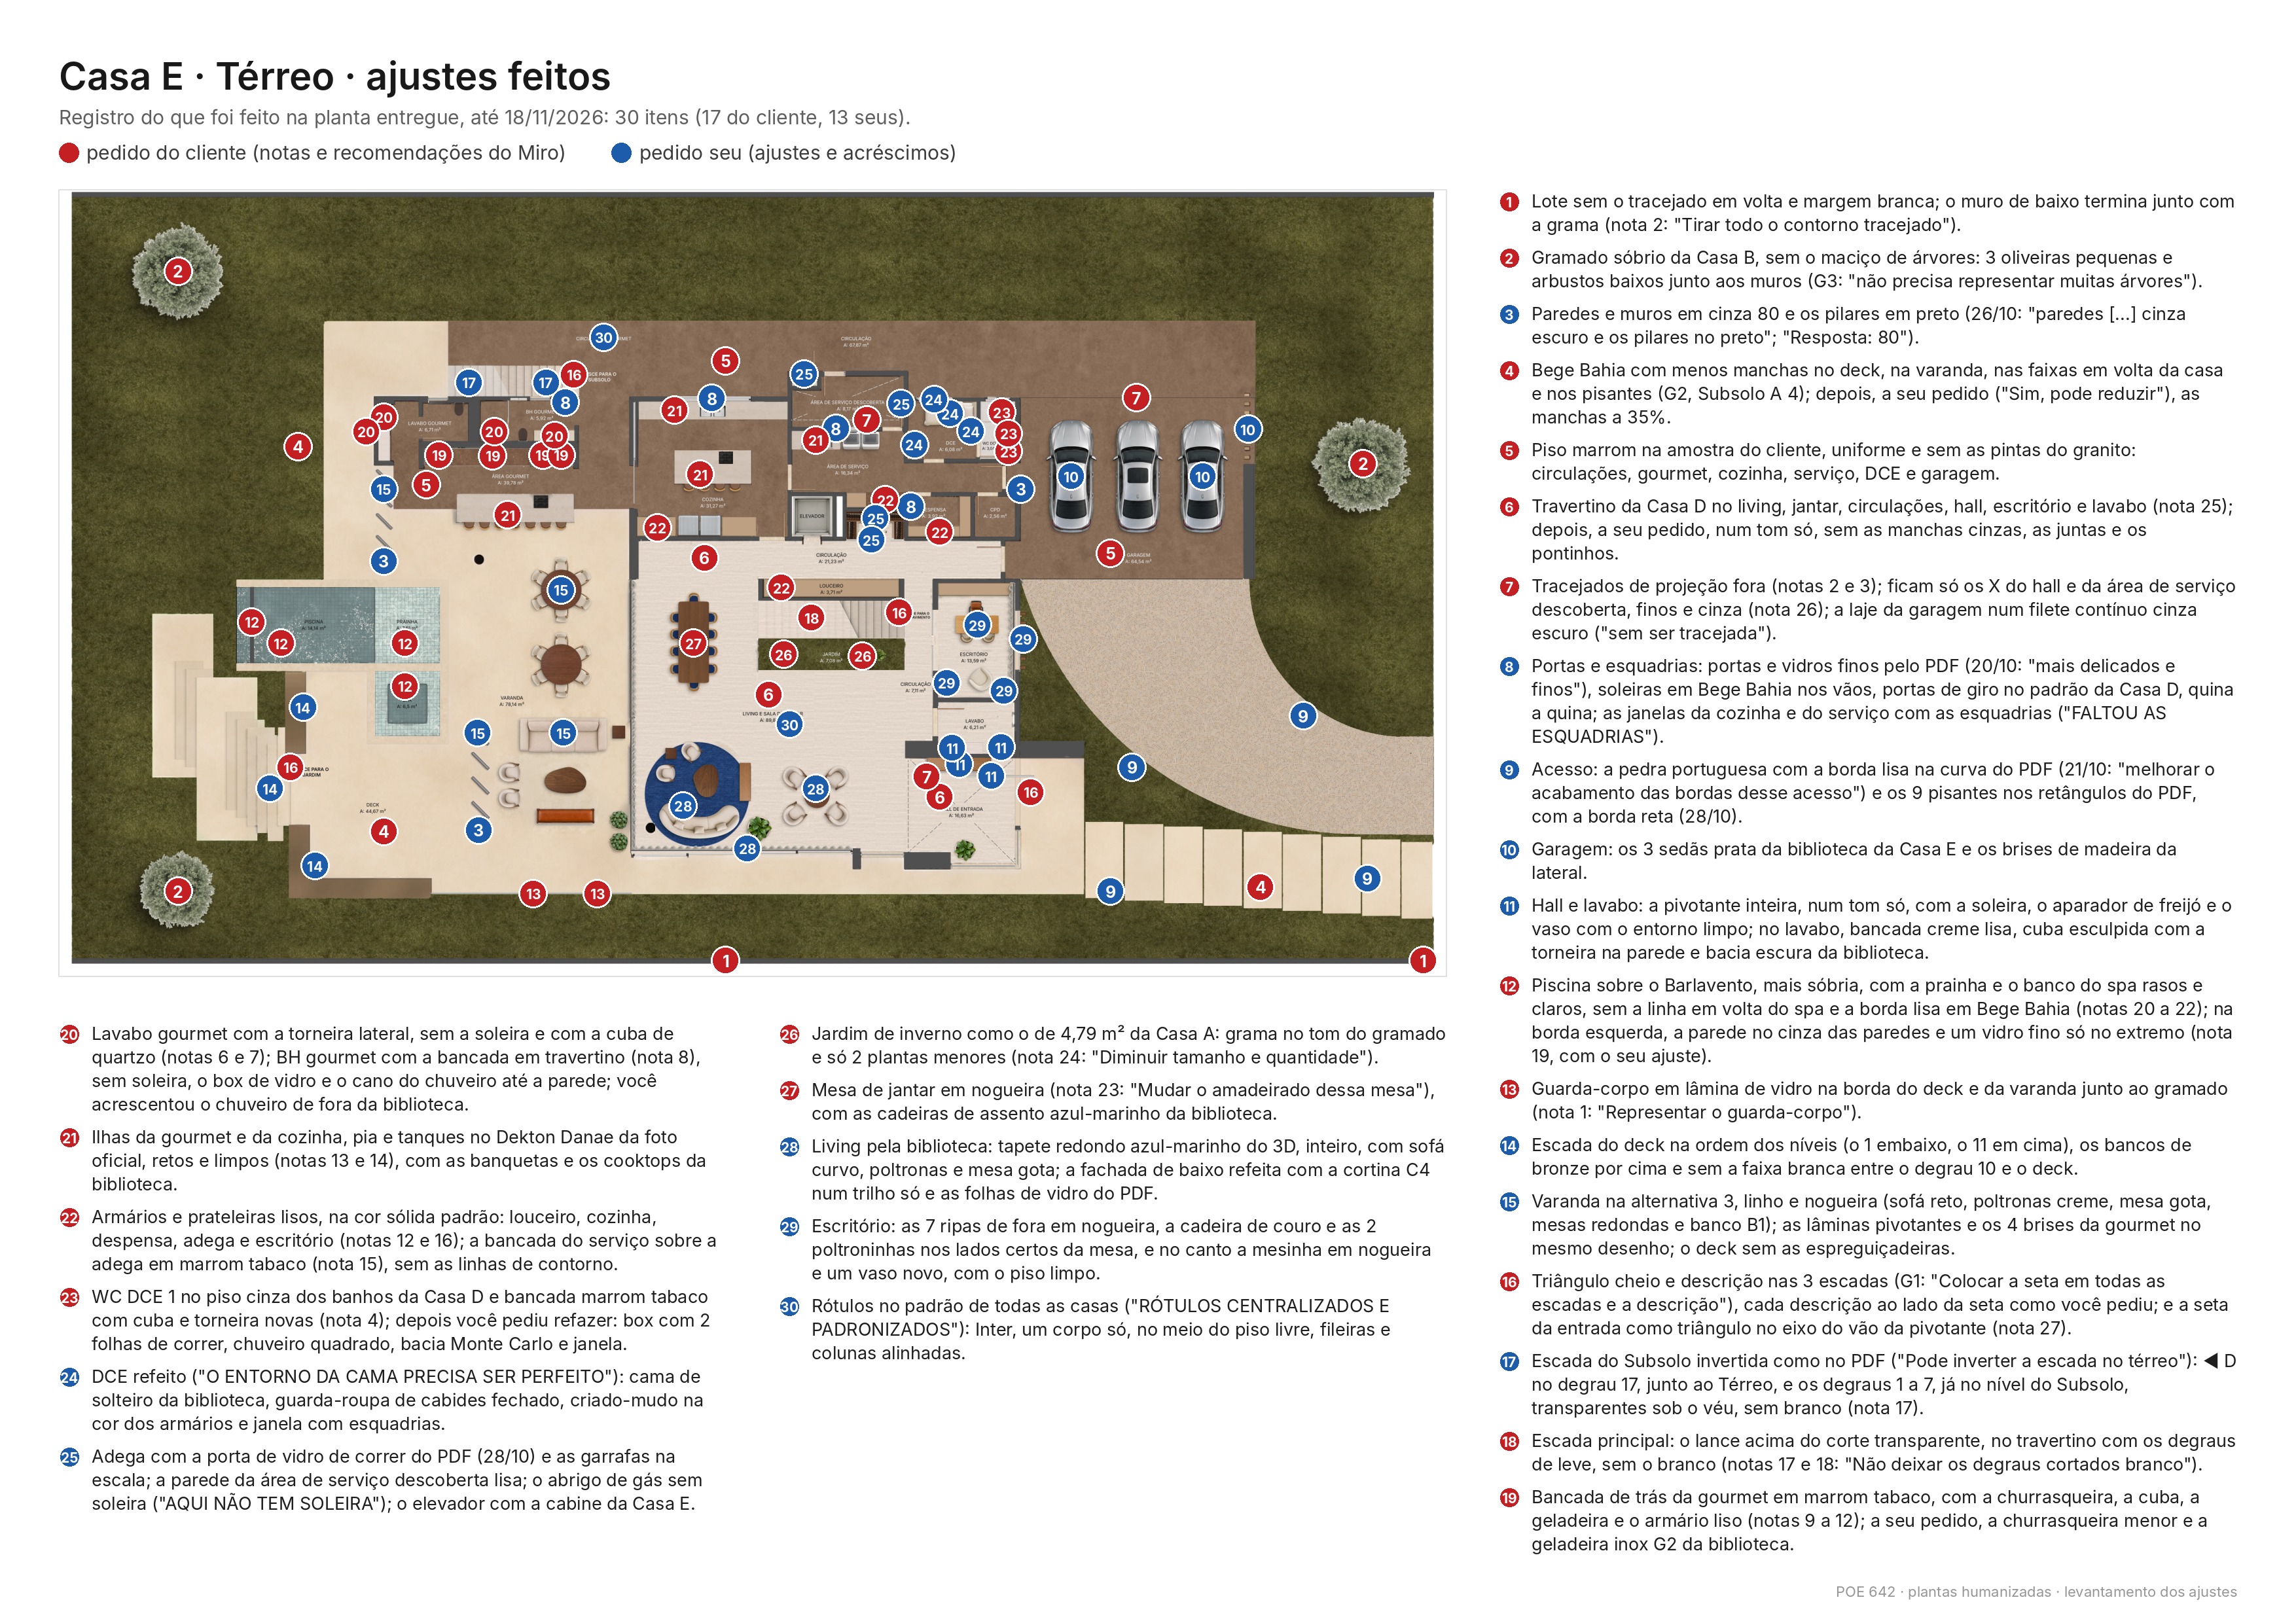 Casa E · Térreo · ajustes feitos
Registro do que foi feito na planta entregue, até 18/11/2026: 30 itens (17 do cliente, 13 seus).
pedido do cliente (notas e recomendações do Miro)
pedido seu (ajustes e acréscimos)
CIRCULAÇÃO
LAVABO GOURMET
ÁREA GOURMET
ÁREA DE SERVIÇO DESCOBERTA
ÁREA DE SERVIÇO
DCE
COZINHA
ELEVADOR
CPD
GARAGEM
CIRCULAÇÃO
A: 21,23 m²
LOUCEIRO
PISCINA
PRAINHA
JARDIM
ESCRITÓRIO
A: 13,59 m²
CIRCULAÇÃO
VARANDA
A: 78,14 m²
LAVABO
A: 6,21 m²
DECK
A: 44,67 m²
1 Lote sem o tracejado em volta e margem branca; o muro de baixo termina junto com
a grama (nota 2: "Tirar todo o contorno tracejado").
2 Gramado sóbrio da Casa B, sem o maciço de árvores: 3 oliveiras pequenas e
arbustos baixos junto aos muros (G3: "não precisa representar muitas árvores").
3 Paredes e muros em cinza 80 e os pilares em preto (26/10: "paredes [...] cinza
escuro e os pilares no preto"; "Resposta: 80").
4 Bege Bahia com menos manchas no deck, na varanda, nas faixas em volta da casa
e nos pisantes (G2, Subsolo A 4); depois, a seu pedido ("Sim, pode reduzir"), as
manchas a 35%.
5 Piso marrom na amostra do cliente, uniforme e sem as pintas do granito:
circulações, gourmet, cozinha, serviço, DCE e garagem.
6 Travertino da Casa D no living, jantar, circulações, hall, escritório e lavabo (nota 25);
depois, a seu pedido, num tom só, sem as manchas cinzas, as juntas e os
pontinhos.
7 Tracejados de projeção fora (notas 2 e 3); ficam só os X do hall e da área de serviço
descoberta, finos e cinza (nota 26); a laje da garagem num filete contínuo cinza
escuro ("sem ser tracejada").
8 Portas e esquadrias: portas e vidros finos pelo PDF (20/10: "mais delicados e
finos"), soleiras em Bege Bahia nos vãos, portas de giro no padrão da Casa D, quina
a quina; as janelas da cozinha e do serviço com as esquadrias ("FALTOU AS
ESQUADRIAS").
9 Acesso: a pedra portuguesa com a borda lisa na curva do PDF (21/10: "melhorar o
acabamento das bordas desse acesso") e os 9 pisantes nos retângulos do PDF,
com a borda reta (28/10).
10 Garagem: os 3 sedãs prata da biblioteca da Casa E e os brises de madeira da
lateral.
11 Hall e lavabo: a pivotante inteira, num tom só, com a soleira, o aparador de freijó e o
vaso com o entorno limpo; no lavabo, bancada creme lisa, cuba esculpida com a
torneira na parede e bacia escura da biblioteca.
12 Piscina sobre o Barlavento, mais sóbria, com a prainha e o banco do spa rasos e
claros, sem a linha em volta do spa e a borda lisa em Bege Bahia (notas 20 a 22); na
borda esquerda, a parede no cinza das paredes e um vidro fino só no extremo (nota
19, com o seu ajuste).
13 Guarda-corpo em lâmina de vidro na borda do deck e da varanda junto ao gramado
(nota 1: "Representar o guarda-corpo").
14 Escada do deck na ordem dos níveis (o 1 embaixo, o 11 em cima), os bancos de
bronze por cima e sem a faixa branca entre o degrau 10 e o deck.
15 Varanda na alternativa 3, linho e nogueira (sofá reto, poltronas creme, mesa gota,
mesas redondas e banco B1); as lâminas pivotantes e os 4 brises da gourmet no
mesmo desenho; o deck sem as espreguiçadeiras.
16 Triângulo cheio e descrição nas 3 escadas (G1: "Colocar a seta em todas as
escadas e a descrição"), cada descrição ao lado da seta como você pediu; e a seta
da entrada como triângulo no eixo do vão da pivotante (nota 27).
17 Escada do Subsolo invertida como no PDF ("Pode inverter a escada no térreo"): ◀ D
no degrau 17, junto ao Térreo, e os degraus 1 a 7, já no nível do Subsolo,
transparentes sob o véu, sem branco (nota 17).
18 Escada principal: o lance acima do corte transparente, no travertino com os degraus
de leve, sem o branco (notas 17 e 18: "Não deixar os degraus cortados branco").
19 Bancada de trás da gourmet em marrom tabaco, com a churrasqueira, a cuba, a
geladeira e o armário liso (notas 9 a 12); a seu pedido, a churrasqueira menor e a
geladeira inox G2 da biblioteca.
20 Lavabo gourmet com a torneira lateral, sem a soleira e com a cuba de
quartzo (notas 6 e 7); BH gourmet com a bancada em travertino (nota 8),
sem soleira, o box de vidro e o cano do chuveiro até a parede; você
acrescentou o chuveiro de fora da biblioteca.
21 Ilhas da gourmet e da cozinha, pia e tanques no Dekton Danae da foto
oficial, retos e limpos (notas 13 e 14), com as banquetas e os cooktops da
biblioteca.
22 Armários e prateleiras lisos, na cor sólida padrão: louceiro, cozinha,
despensa, adega e escritório (notas 12 e 16); a bancada do serviço sobre a
adega em marrom tabaco (nota 15), sem as linhas de contorno.
23 WC DCE 1 no piso cinza dos banhos da Casa D e bancada marrom tabaco
com cuba e torneira novas (nota 4); depois você pediu refazer: box com 2
folhas de correr, chuveiro quadrado, bacia Monte Carlo e janela.
24 DCE refeito ("O ENTORNO DA CAMA PRECISA SER PERFEITO"): cama de
solteiro da biblioteca, guarda-roupa de cabides fechado, criado-mudo na
cor dos armários e janela com esquadrias.
25 Adega com a porta de vidro de correr do PDF (28/10) e as garrafas na
escala; a parede da área de serviço descoberta lisa; o abrigo de gás sem
soleira ("AQUI NÃO TEM SOLEIRA"); o elevador com a cabine da Casa E.
26 Jardim de inverno como o de 4,79 m² da Casa A: grama no tom do gramado
e só 2 plantas menores (nota 24: "Diminuir tamanho e quantidade").
27 Mesa de jantar em nogueira (nota 23: "Mudar o amadeirado dessa mesa"),
com as cadeiras de assento azul-marinho da biblioteca.
28 Living pela biblioteca: tapete redondo azul-marinho do 3D, inteiro, com sofá
curvo, poltronas e mesa gota; a fachada de baixo refeita com a cortina C4
num trilho só e as folhas de vidro do PDF.
29 Escritório: as 7 ripas de fora em nogueira, a cadeira de couro e as 2
poltroninhas nos lados certos da mesa, e no canto a mesinha em nogueira
e um vaso novo, com o piso limpo.
30 Rótulos no padrão de todas as casas ("RÓTULOS CENTRALIZADOS E
PADRONIZADOS"): Inter, um corpo só, no meio do piso livre, fileiras e
colunas alinhadas.
POE 642 · plantas humanizadas · levantamento dos ajustes